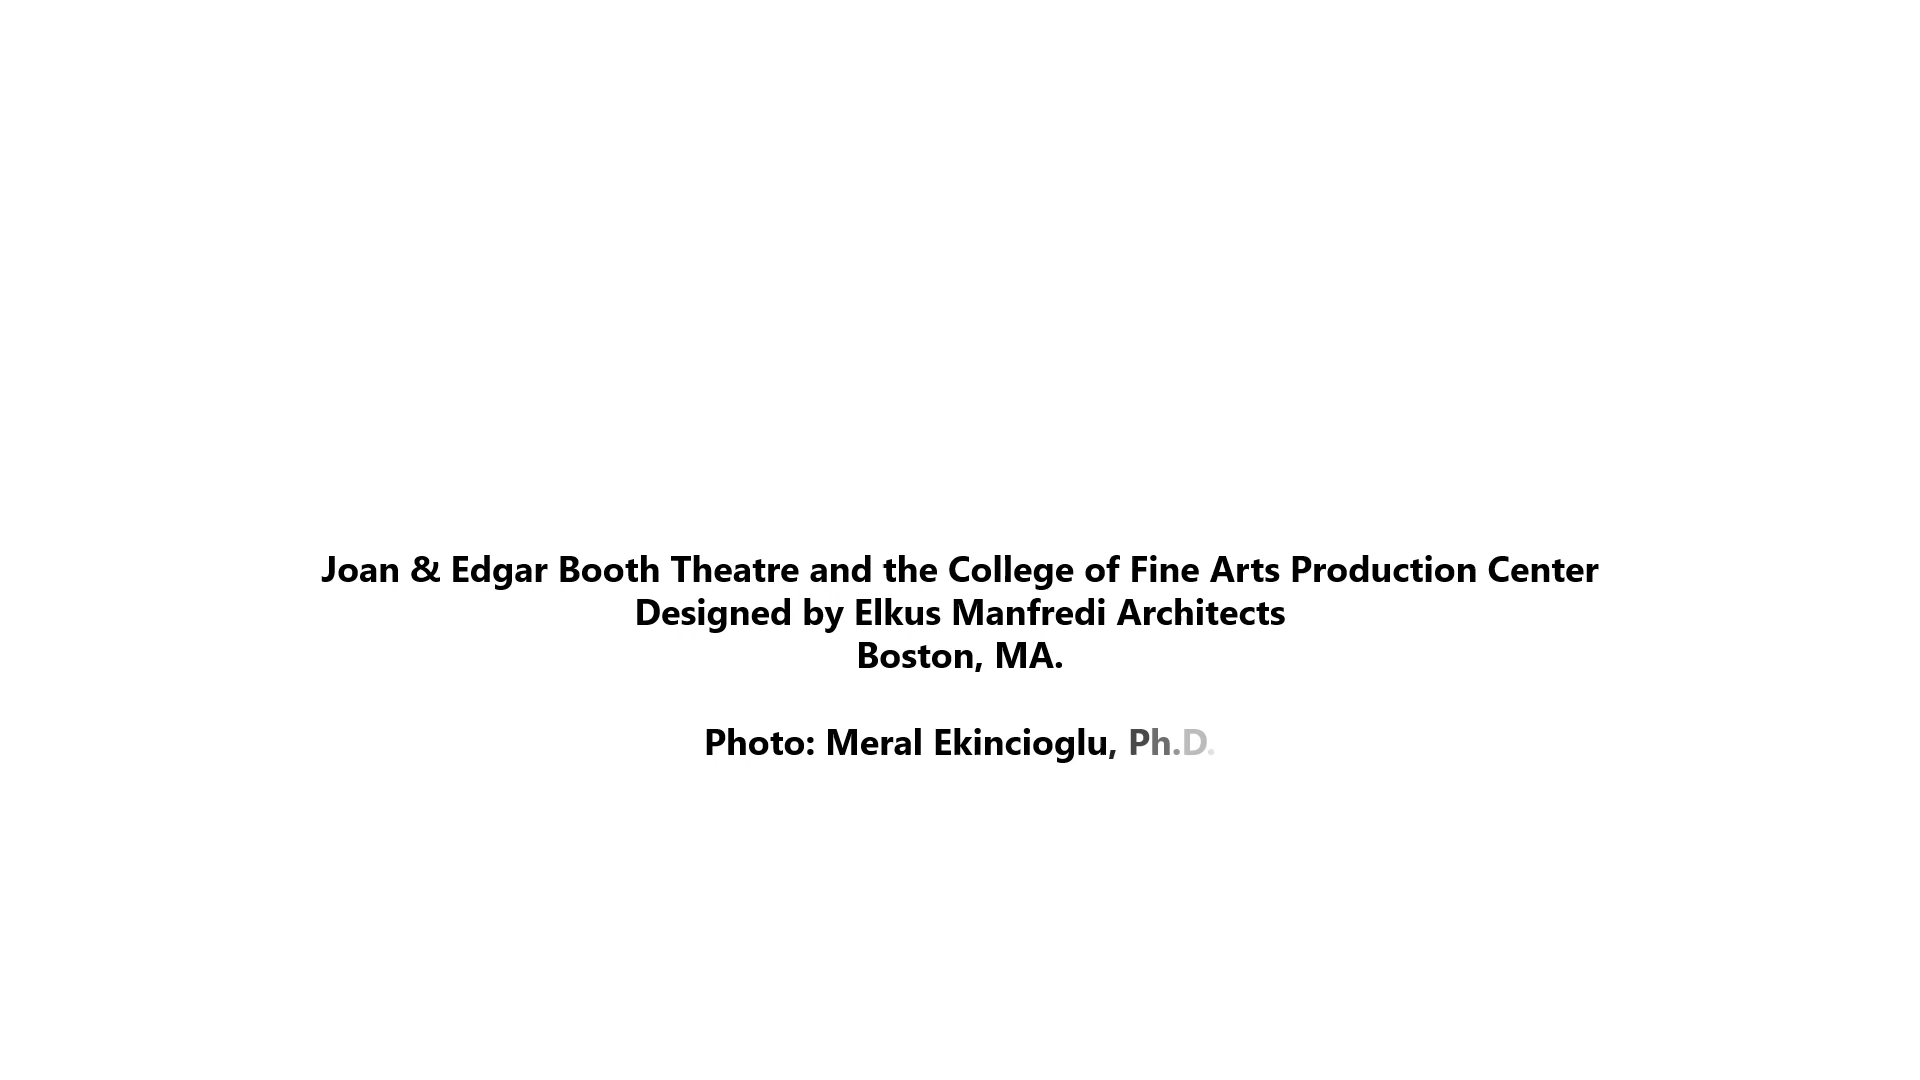 Joan & Edgar Booth Theatre and the College of Fine Arts Production Center
Designed by Elkus Manfredi Architects
Boston, MA.
Photo: Meral Ekincioglu, Ph.D.